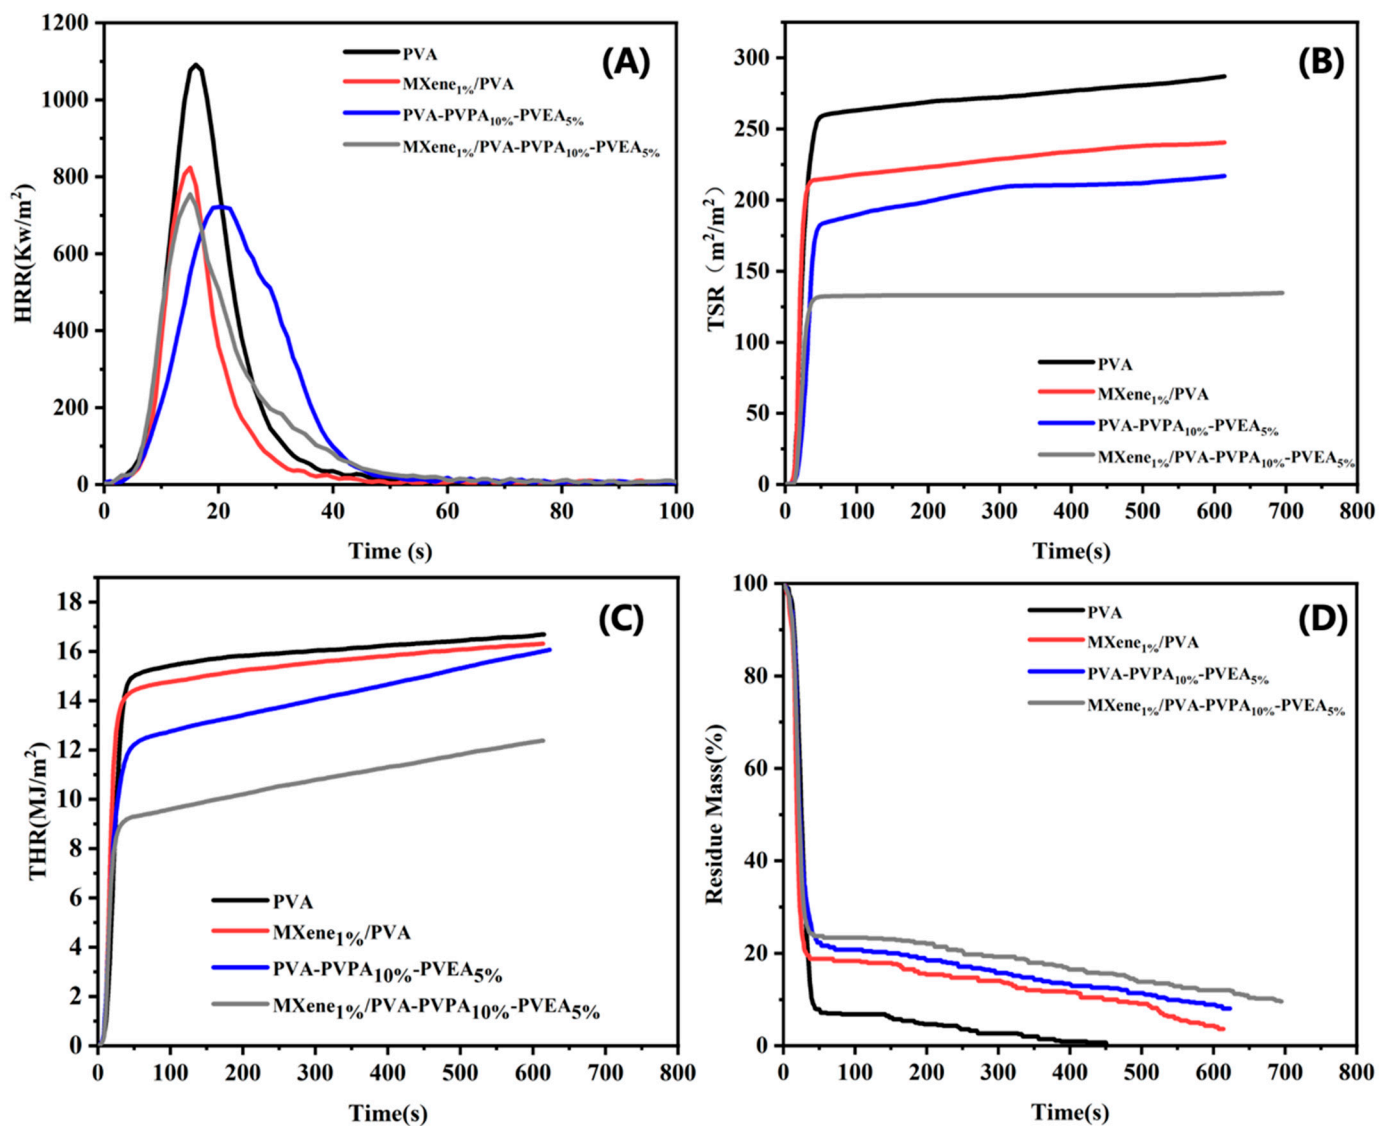 (A)
HRR(Kw/m²)
1200
1000
800
600
400
200
0
0 20 40 60 80 100
Time (s)
PVA
MXene₁%/PVA
PVA-PVPA₁₀%-PVEA₅%
MXene₁%/PVA-PVPA₁₀%-PVEA₅%
(B)
TSR（m²/m²）
300
250
200
150
100
50
0
0 100 200 300 400 500 600 700 800
Time(s)
PVA
MXene₁%/PVA
PVA-PVPA₁₀%-PVEA₅%
MXene₁%/PVA-PVPA₁₀%-PVEA₅%
(C)
THR(MJ/m²)
18
16
14
12
10
8
6
4
2
0
0 100 200 300 400 500 600 700 800
Time(s)
PVA
MXene₁%/PVA
PVA-PVPA₁₀%-PVEA₅%
MXene₁%/PVA-PVPA₁₀%-PVEA₅%
(D)
Residue Mass(%)
100
80
60
40
20
0
0 100 200 300 400 500 600 700 800
Time(s)
PVA
MXene₁%/PVA
PVA-PVPA₁₀%-PVEA₅%
MXene₁%/PVA-PVPA₁₀%-PVEA₅%